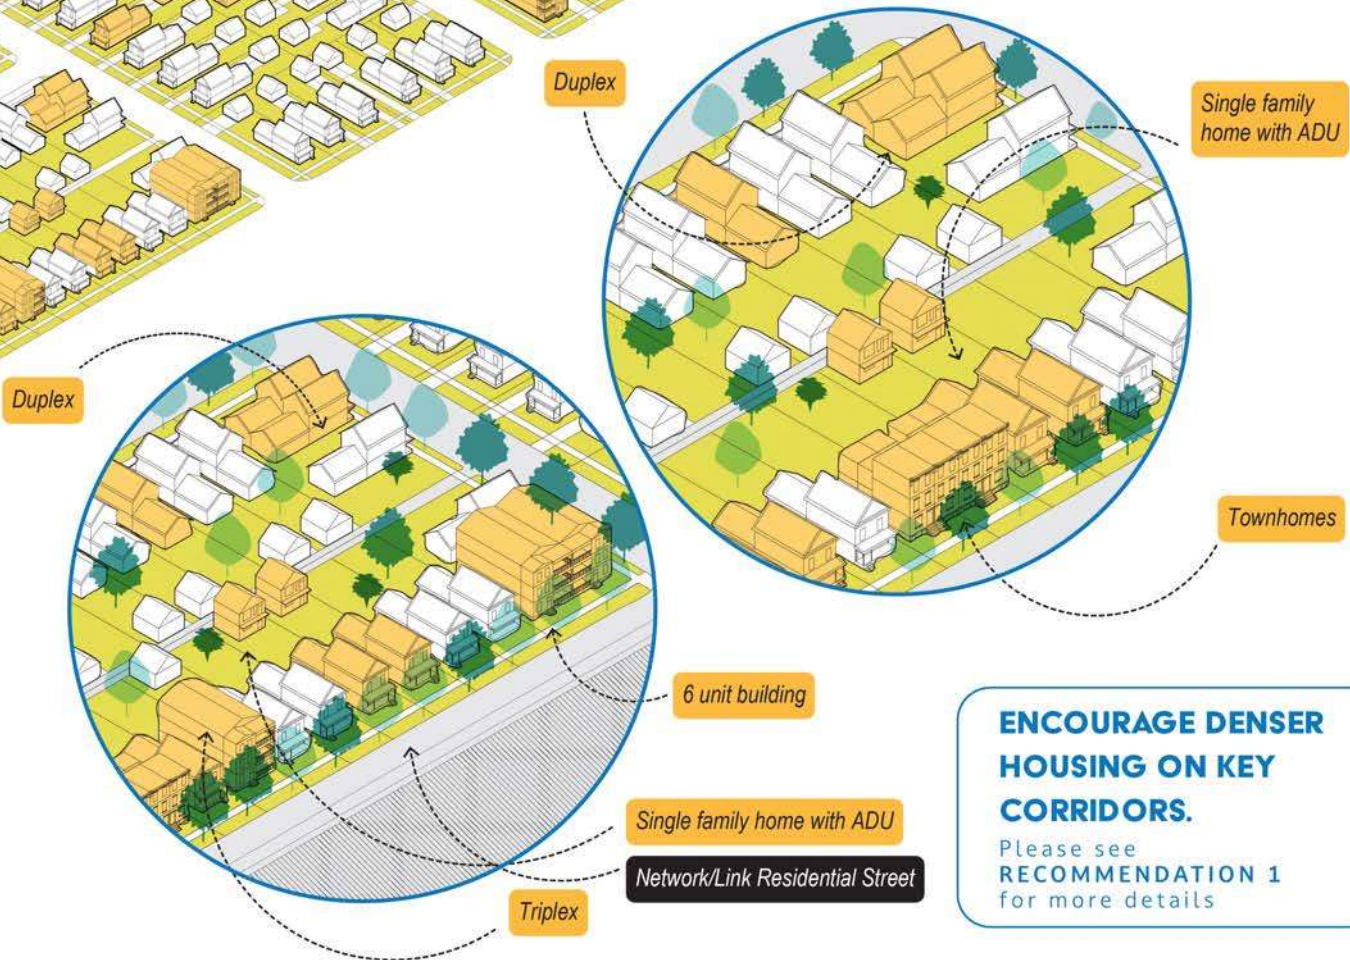 Duplex
Single family
home with ADU
Duplex
Townhomes
6 unit building
Single family home with ADU
Network/Link Residential Street
Triplex
ENCOURAGE DENSER
HOUSING ON KEY
CORRIDORS.
Please see
RECOMMENDATION 1
for more details